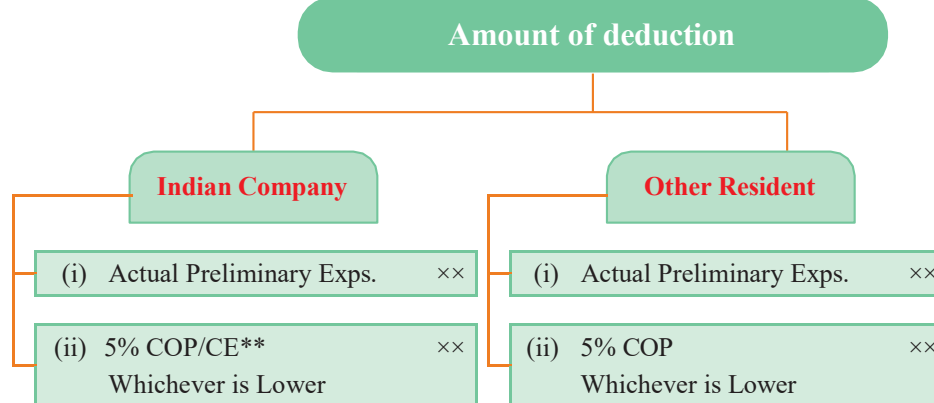 Amount of deduction
Indian Company
(i) Actual Preliminary Exps. ××
(ii) 5% COP/CE** ××
Whichever is Lower
Other Resident
(i) Actual Preliminary Exps. ××
(ii) 5% COP ××
Whichever is Lower